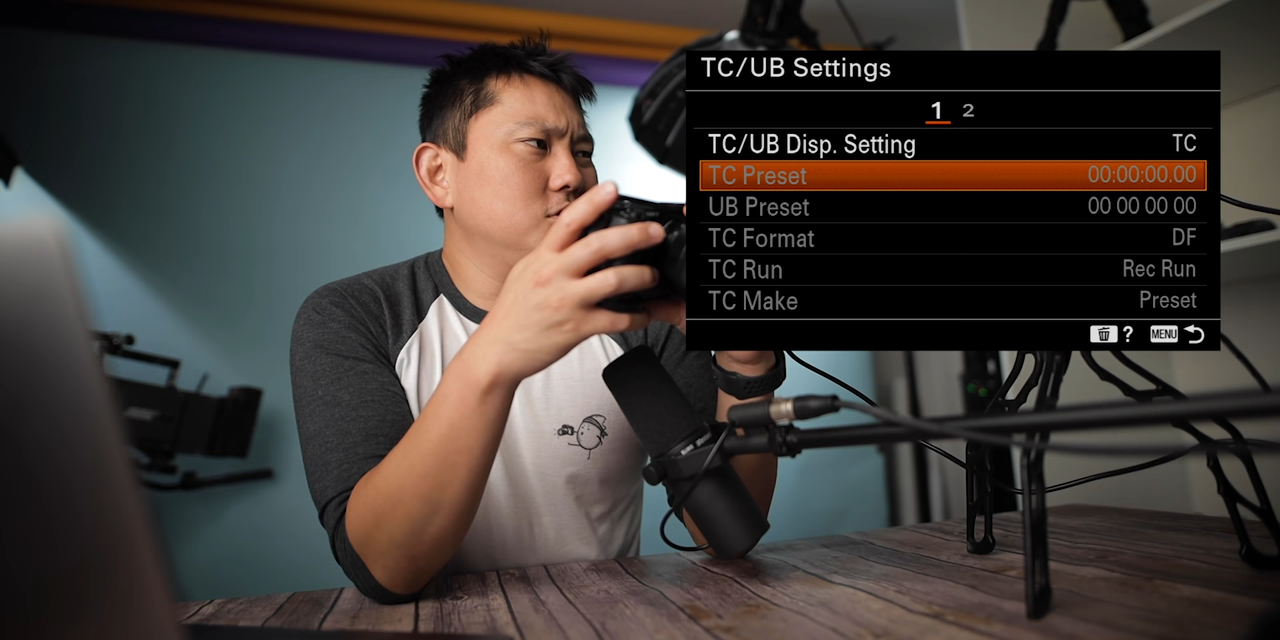 TC/UB Settings
1 2
TC/UB Disp. Setting TC
TC Preset 00:00:00.00
UB Preset 00 00 00 00
TC Format DF
TC Run Rec Run
TC Make Preset
? MENU